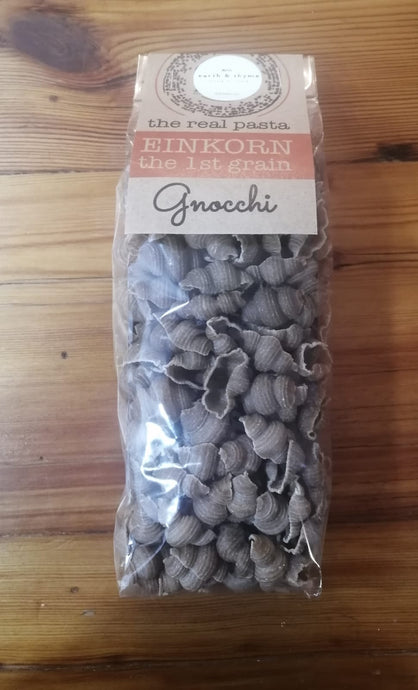 earth & thyme
the real pasta
EINKORN
the 1st grain
Gnocchi